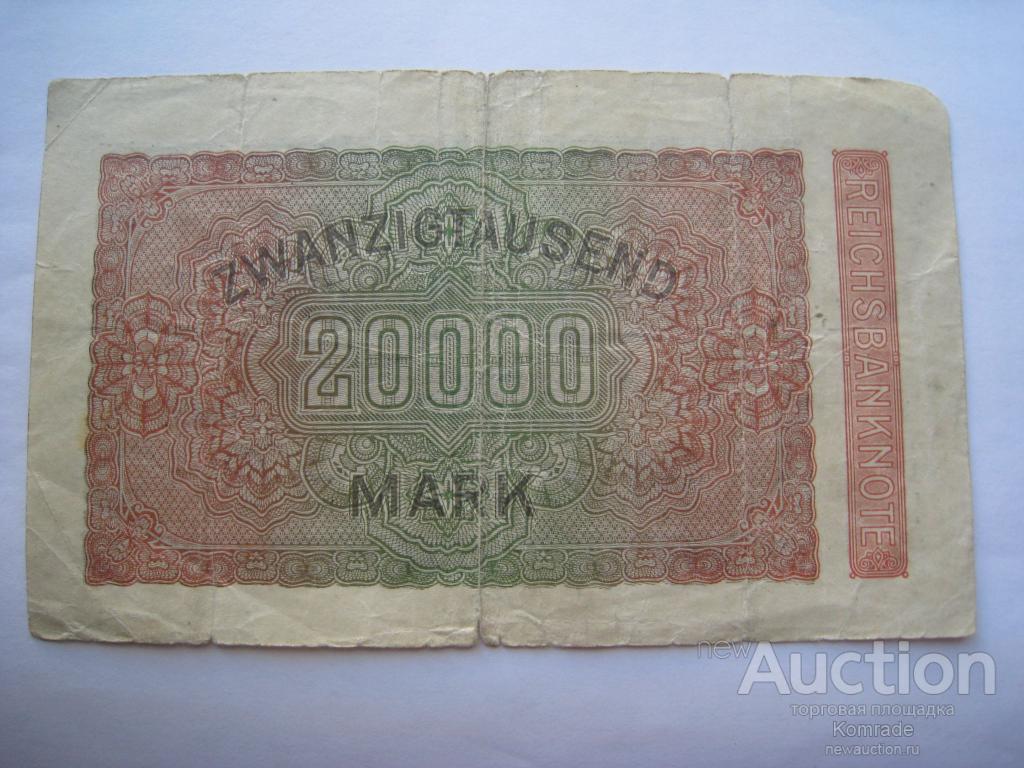 ZWANZIGTAUSEND
20000
MARK
REICHSBANKNOTE
new Auction
торговая площадка
Komrade
newauction.ru